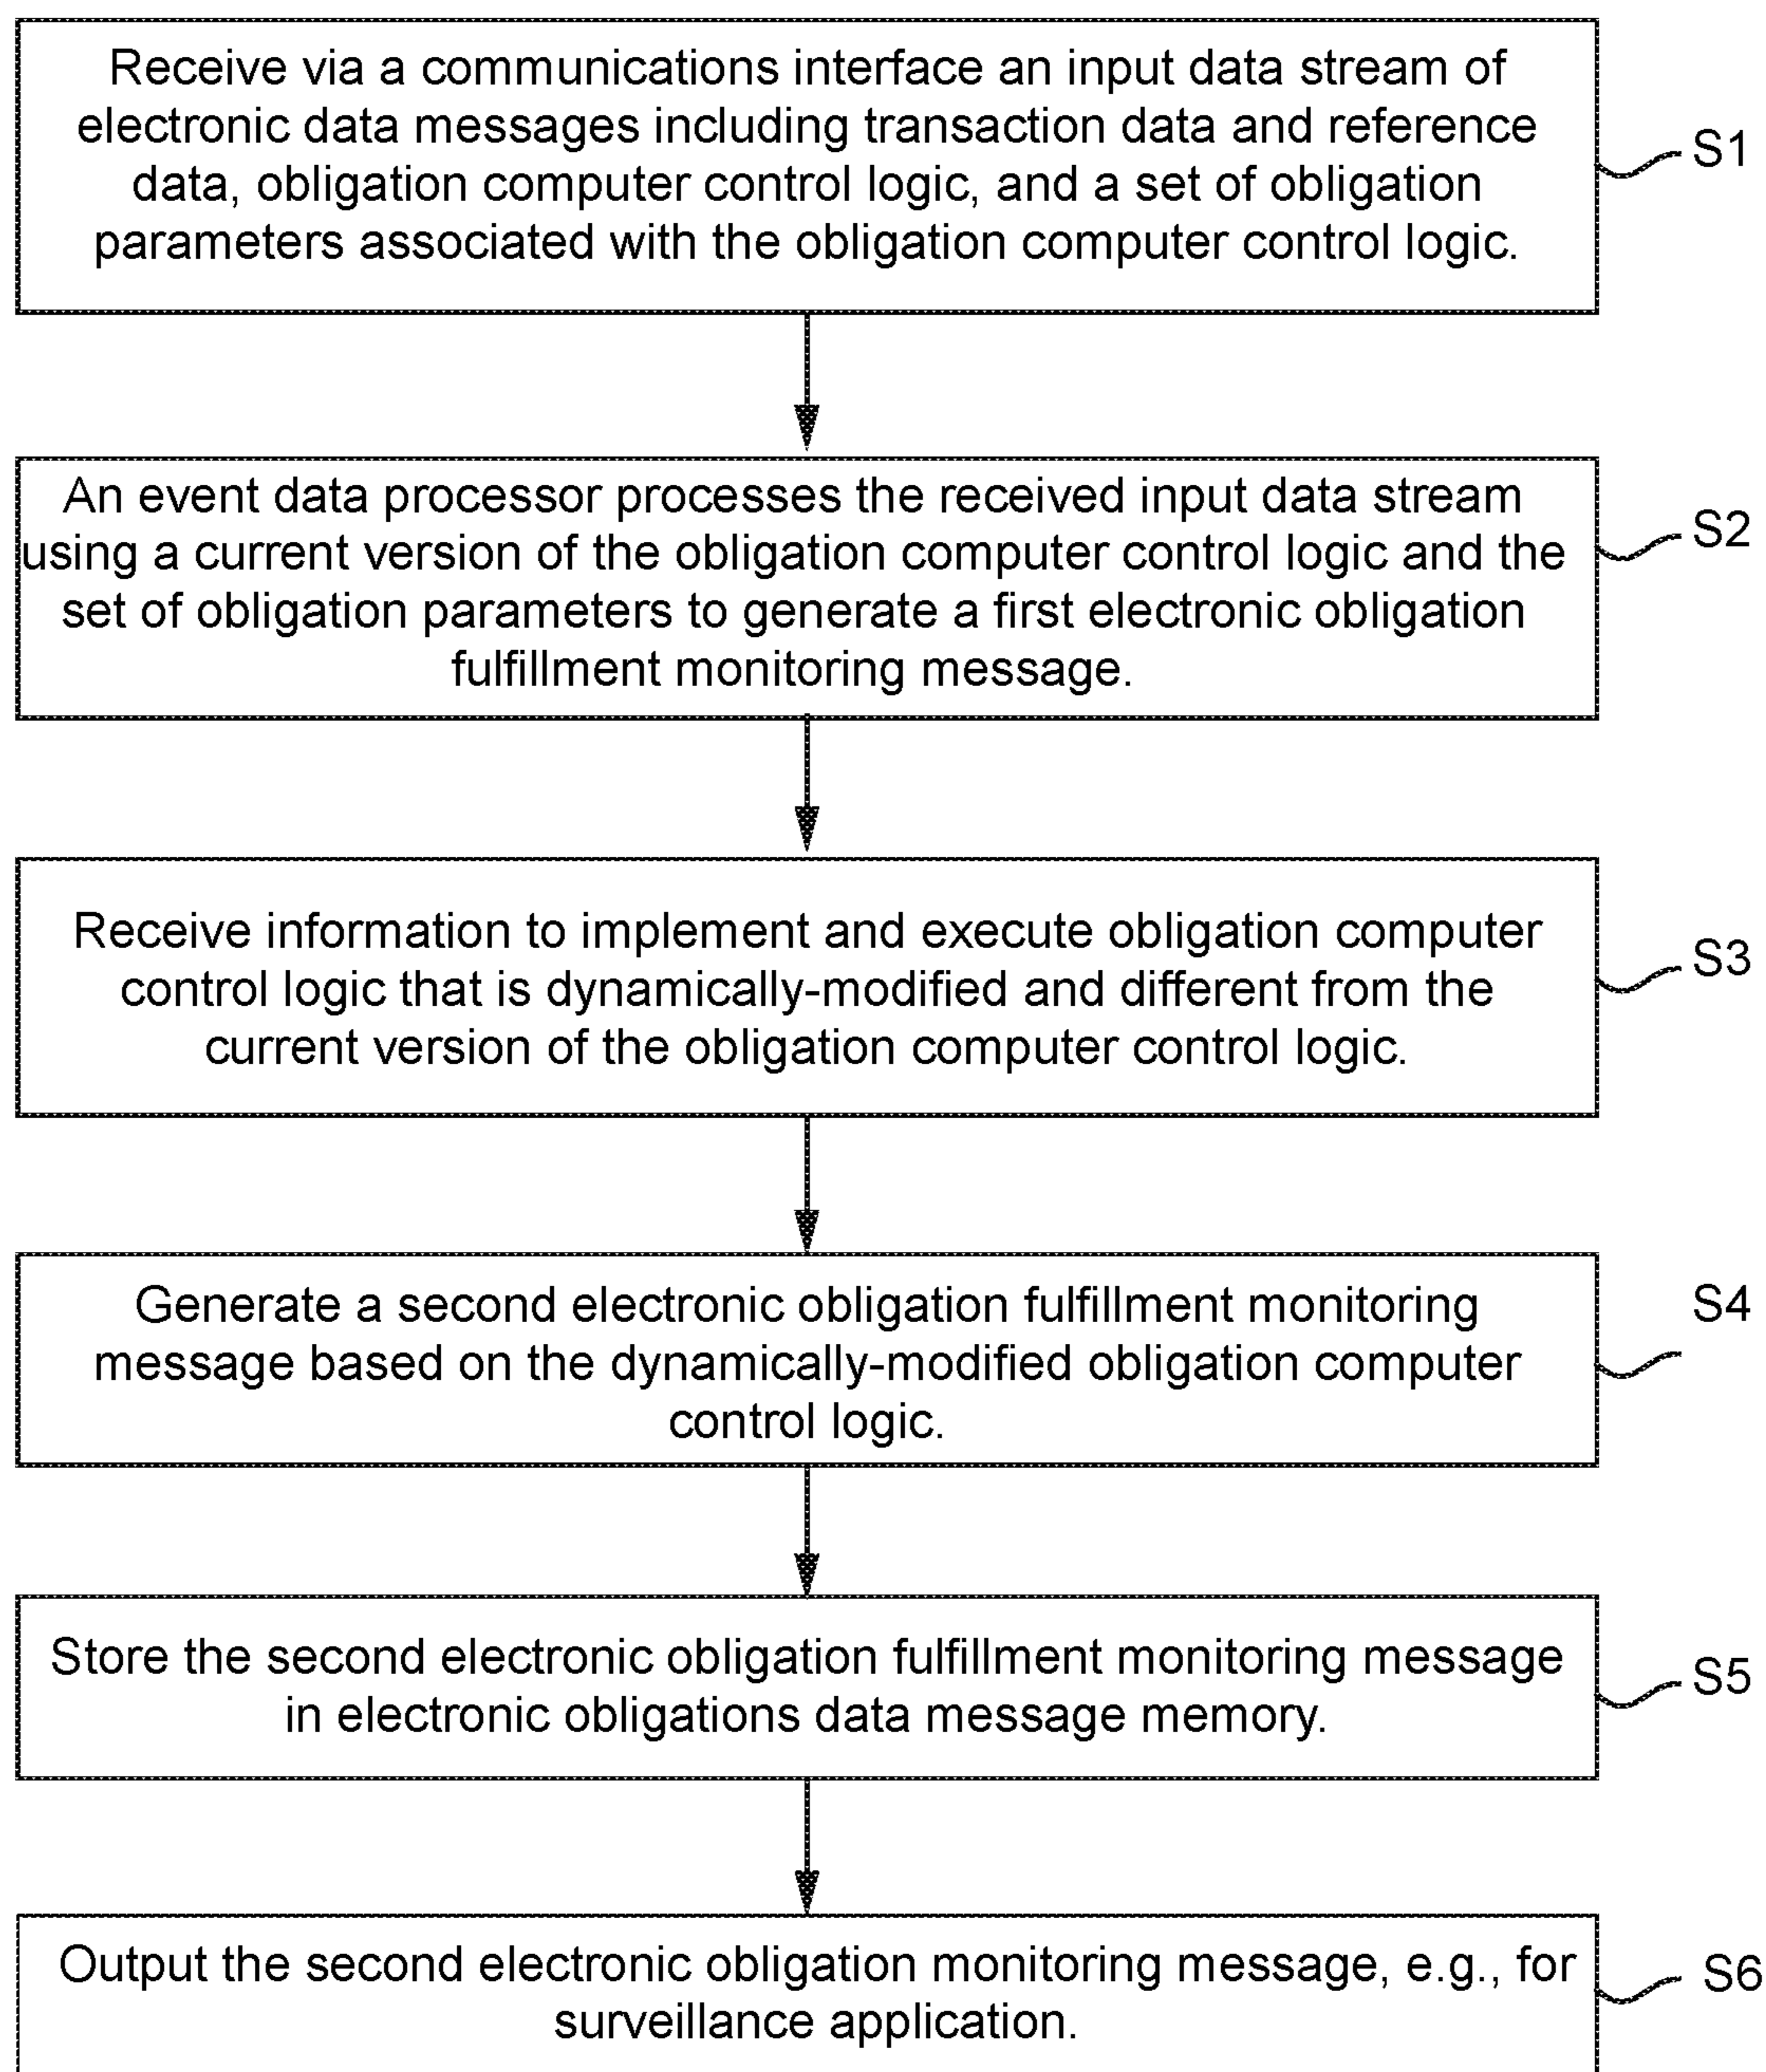 Receive via a communications interface an input data stream of
electronic data messages including transaction data and reference
data, obligation computer control logic, and a set of obligation
parameters associated with the obligation computer control logic.
S1
An event data processor processes the received input data stream
using a current version of the obligation computer control logic and the
set of obligation parameters to generate a first electronic obligation
fulfillment monitoring message.
S2
Receive information to implement and execute obligation computer
control logic that is dynamically-modified and different from the
current version of the obligation computer control logic.
S3
Generate a second electronic obligation fulfillment monitoring
message based on the dynamically-modified obligation computer
control logic.
S4
Store the second electronic obligation fulfillment monitoring message
in electronic obligations data message memory.
S5
Output the second electronic obligation monitoring message, e.g., for
surveillance application.
S6